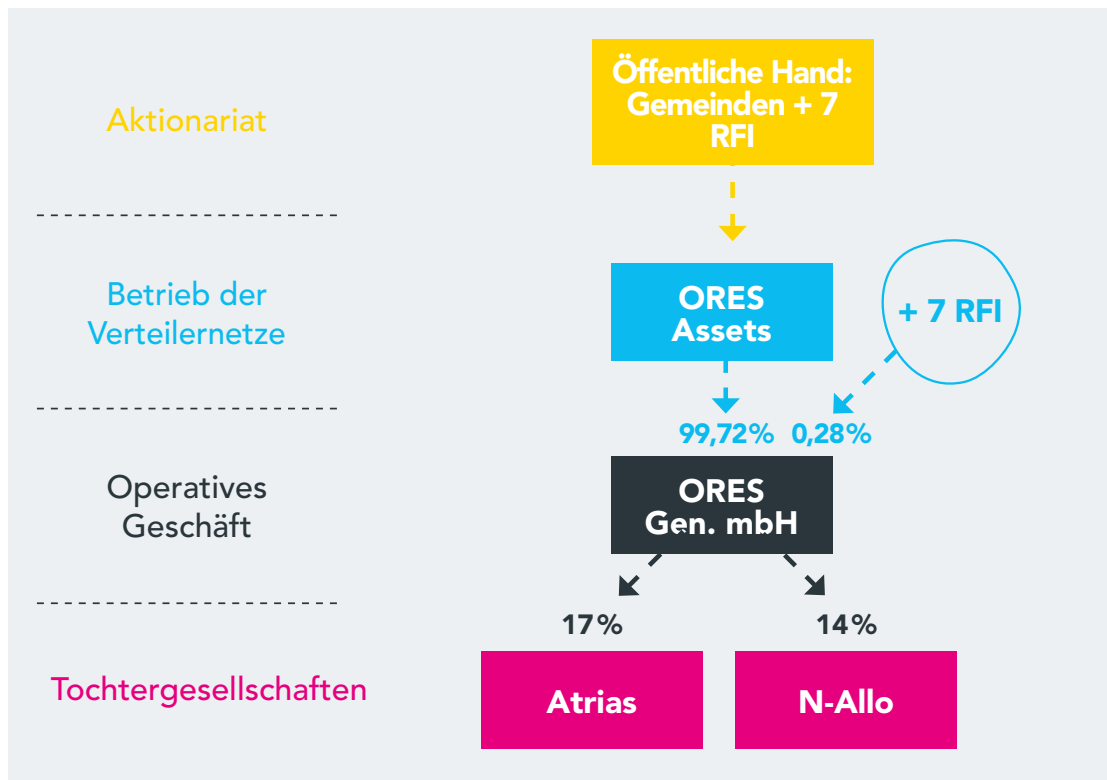 Aktionariat
Öffentliche Hand:
Gemeinden + 7
RFI
Betrieb der
Verteilernetze
ORES
Assets
+ 7 RFI
99,72%
0,28%
Operatives
Geschäft
ORES
Gen. mbH
17%
14%
Tochtergesellschaften
Atrias
N-Allo